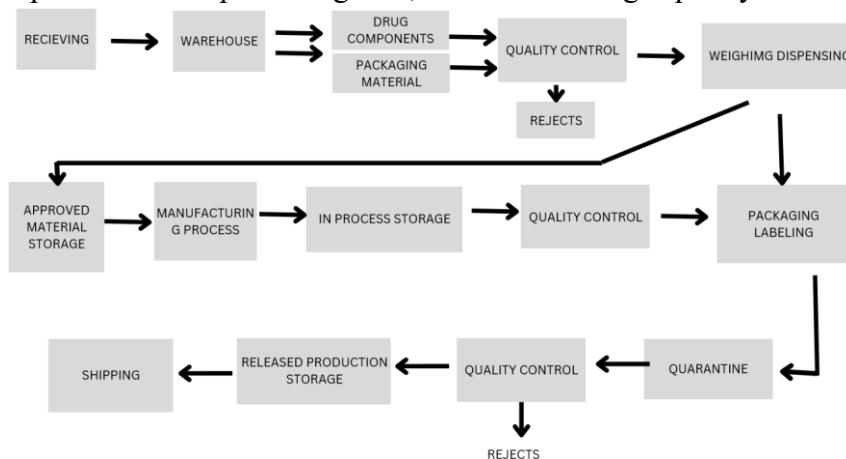 RECIEVING
WAREHOUSE
DRUG
COMPONENTS
PACKAGING
MATERIAL
QUALITY CONTROL
WEIGHIMG DISPENSING
REJECTS
APPROVED
MATERIAL
STORAGE
MANUFACTURIN
G PROCESS
IN PROCESS STORAGE
QUALITY CONTROL
PACKAGING
LABELING
SHIPPING
RELEASED PRODUCTION
STORAGE
QUALITY CONTROL
QUARANTINE
REJECTS